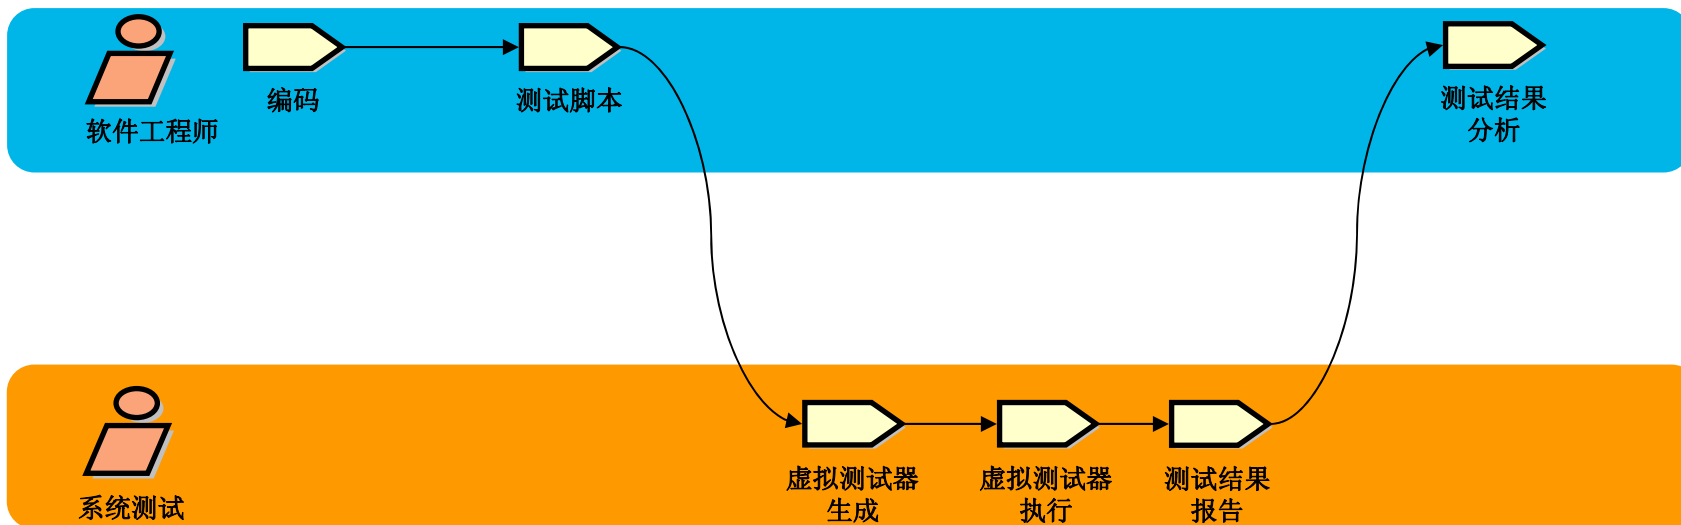 软件工程师
编码
测试脚本
测试结果
分析
系统测试
虚拟测试器
生成
虚拟测试器
执行
测试结果
报告